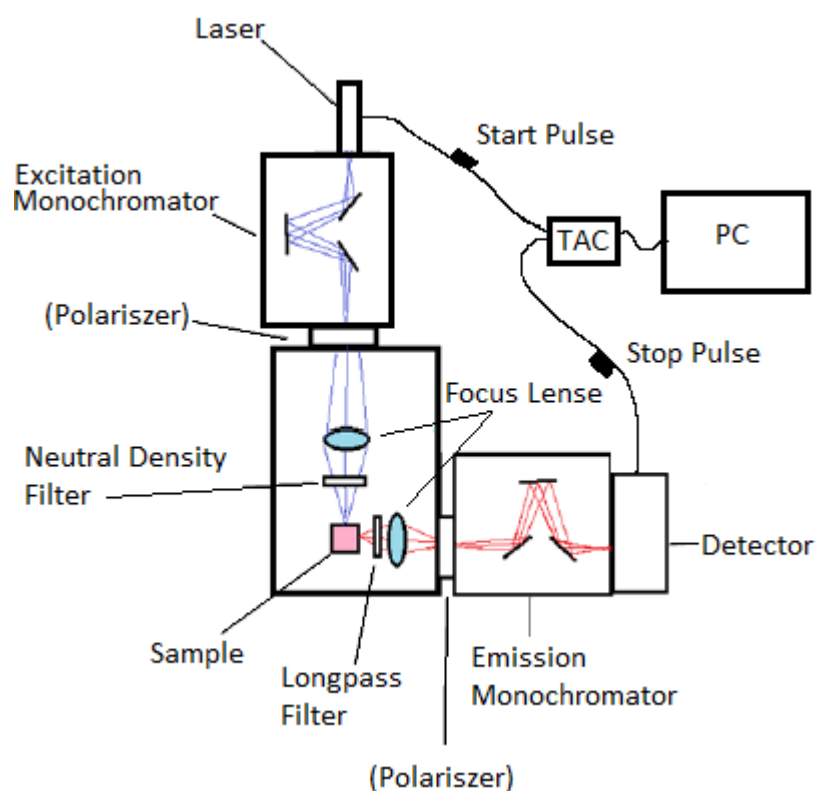 Laser
Start Pulse
Excitation
Monochromator
TAC
PC
(Polariszer)
Stop Pulse
Focus Lense
Neutral Density
Filter
Detector
Sample
Longpass
Filter
Emission
Monochromator
(Polariszer)